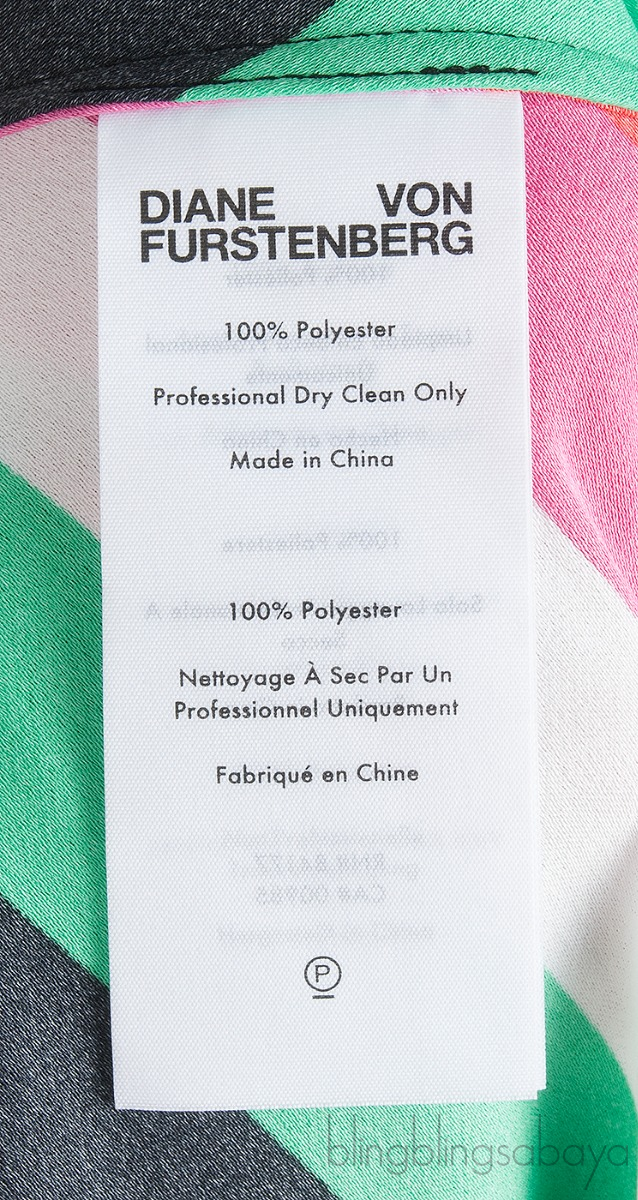 DIANE VON
FURSTENBERG
100% Polyester
Professional Dry Clean Only
Made in China
100% Polyester
Nettoyage À Sec Par Un
Professionnel Uniquement
Fabriqué en Chine
P
blingblingsabaya